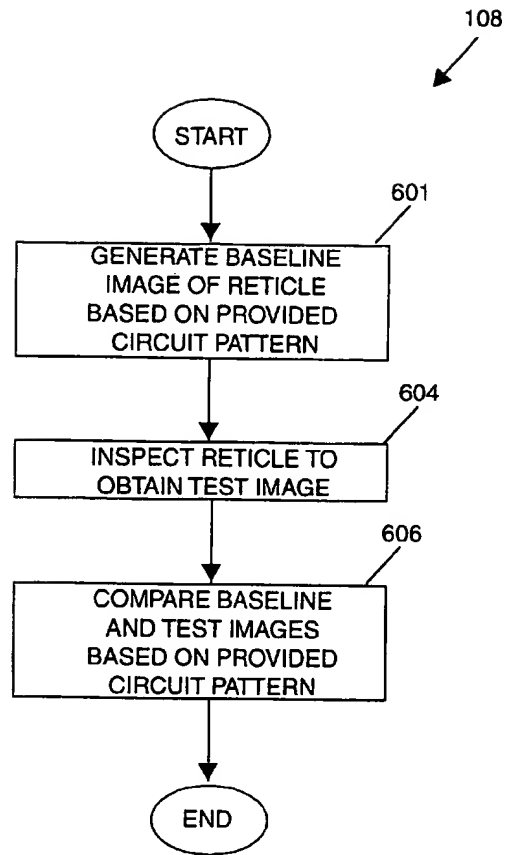 108
START
601
GENERATE BASELINE
IMAGE OF RETICLE
BASED ON PROVIDED
CIRCUIT PATTERN
604
INSPECT RETICLE TO
OBTAIN TEST IMAGE
606
COMPARE BASELINE
AND TEST IMAGES
BASED ON PROVIDED
CIRCUIT PATTERN
END